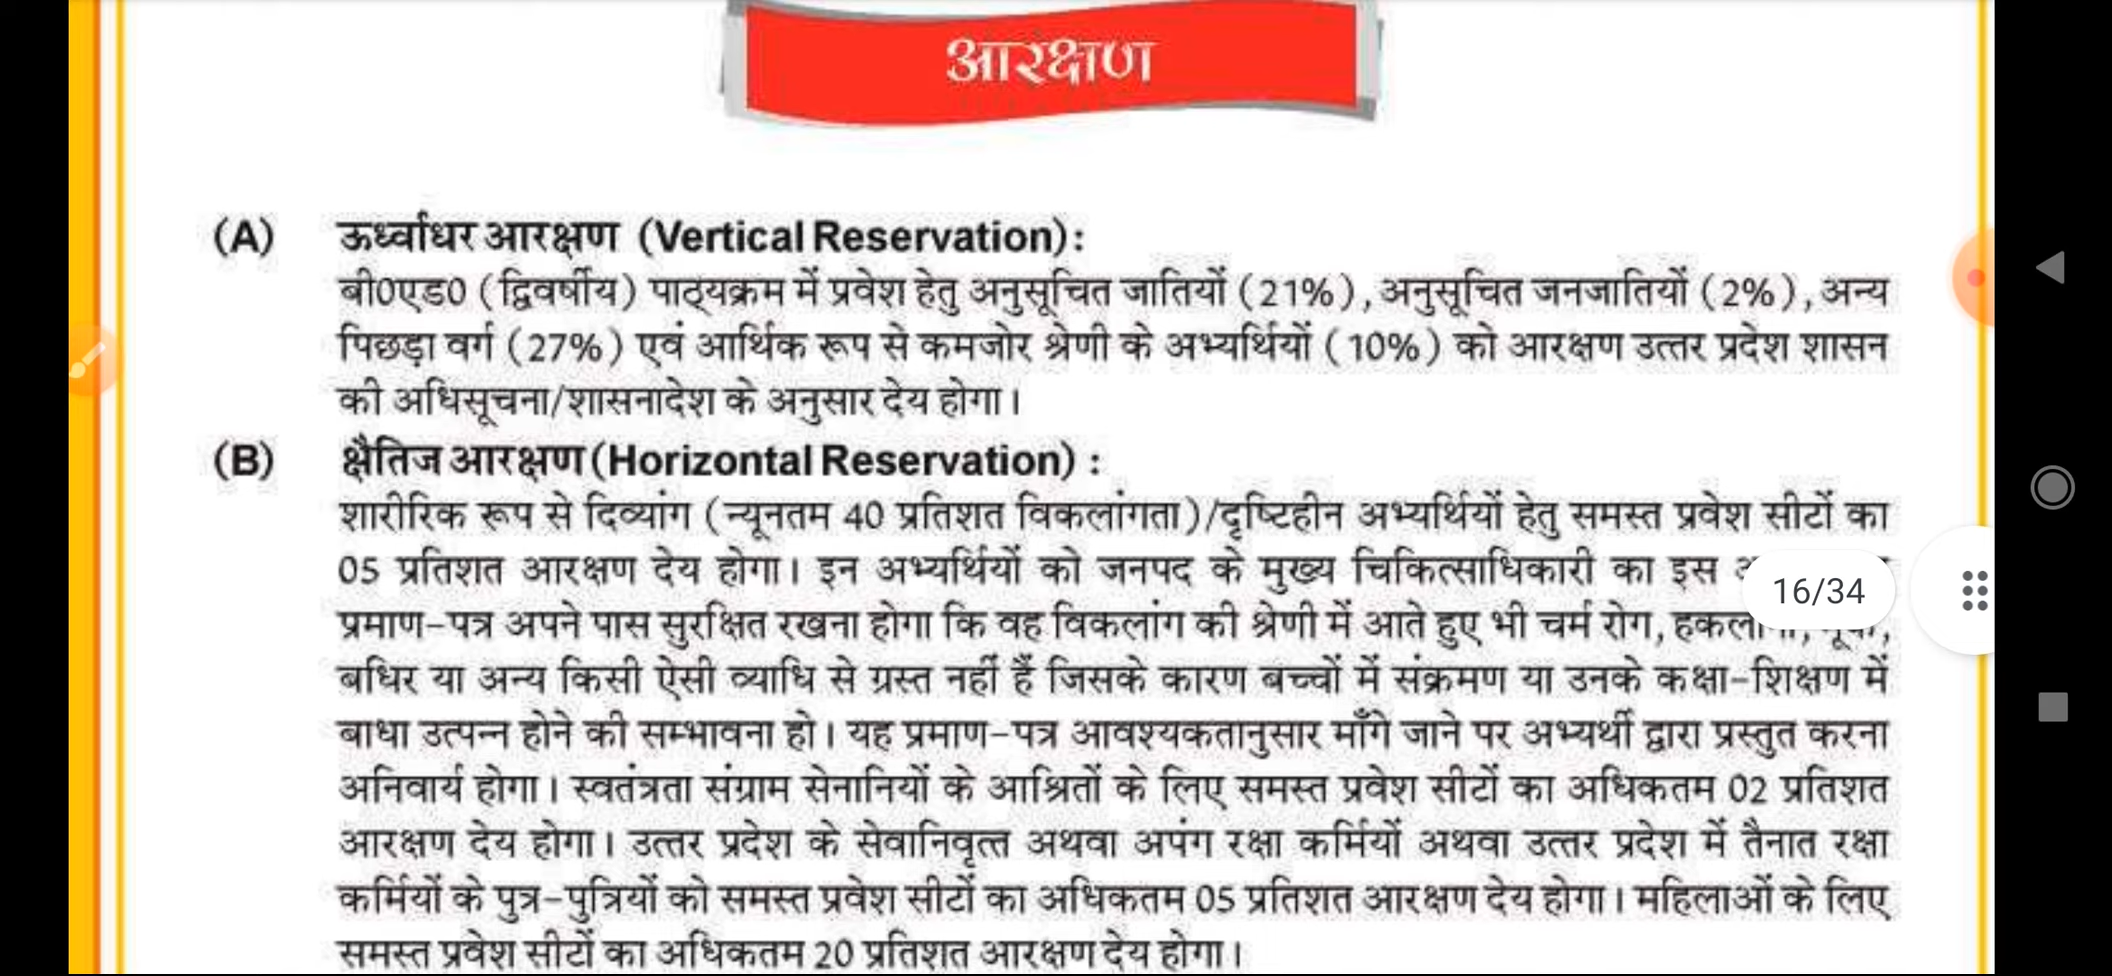 आरक्षण
(A) ऊर्ध्वाधर आरक्षण (Vertical Reservation):
बी0एड0 (द्विवर्षीय) पाठ्यक्रम में प्रवेश हेतु अनुसूचित जातियों (21%), अनुसूचित जनजातियों (2%), अन्य
पिछड़ा वर्ग (27%) एवं आर्थिक रूप से कमजोर श्रेणी के अभ्यर्थियों (10%) को आरक्षण उत्तर प्रदेश शासन
की अधिसूचना/शासनादेश के अनुसार देय होगा।
(B) क्षैतिज आरक्षण (Horizontal Reservation) :
शारीरिक रूप से दिव्यांग (न्यूनतम 40 प्रतिशत विकलांगता)/दृष्टिहीन अभ्यर्थियों हेतु समस्त प्रवेश सीटों का
05 प्रतिशत आरक्षण देय होगा। इन अभ्यर्थियों को जनपद के मुख्य चिकित्साधिकारी का इस
16/34
प्रमाण-पत्र अपने पास सुरक्षित रखना होगा कि वह विकलांग की श्रेणी में आते हुए भी चर्म रोग,
बधिर या अन्य किसी ऐसी व्याधि से ग्रस्त नहीं हैं जिसके कारण बच्चों में संक्रमण या उनके कक्षा-शिक्षण में
बाधा उत्पन्न होने की सम्भावना हो। यह प्रमाण-पत्र आवश्यकतानुसार माँगे जाने पर अभ्यर्थी द्वारा प्रस्तुत करना
अनिवार्य होगा। स्वतंत्रता संग्राम सेनानियों के आश्रितों के लिए समस्त प्रवेश सीटों का अधिकतम 02 प्रतिशत
आरक्षण देय होगा। उत्तर प्रदेश के सेवानिवृत्त अथवा अपंग रक्षा कर्मियों अथवा उत्तर प्रदेश में तैनात रक्षा
कर्मियों के पुत्र-पुत्रियों को समस्त प्रवेश सीटों का अधिकतम 05 प्रतिशत आरक्षण देय होगा। महिलाओं के लिए
समस्त प्रवेश सीटों का अधिकतम 20 प्रतिशत आरक्षण देय होगा।